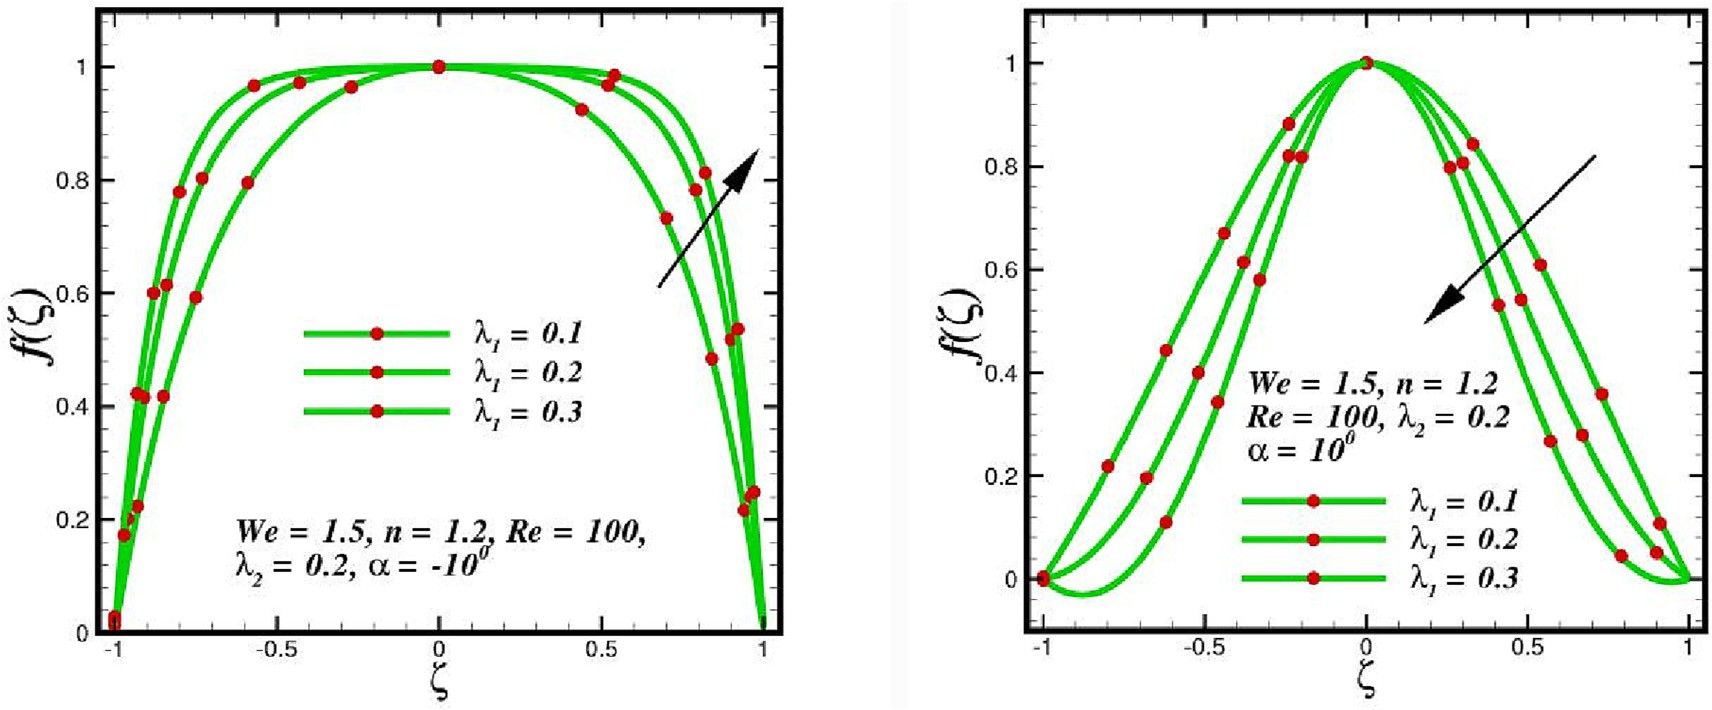 1
0.8
0.6
0.4
0.2
0
f(ζ)
λ₁ = 0.1
λ₁ = 0.2
λ₁ = 0.3
We = 1.5, n = 1.2, Re = 100,
λ₂ = 0.2, α = -10⁰
-1 -0.5 0 0.5 1
ζ
1
0.8
0.6
0.4
0.2
0
f(ζ)
We = 1.5, n = 1.2
Re = 100, λ₂ = 0.2
α = 10⁰
λ₁ = 0.1
λ₁ = 0.2
λ₁ = 0.3
-1 -0.5 0 0.5 1
ζ